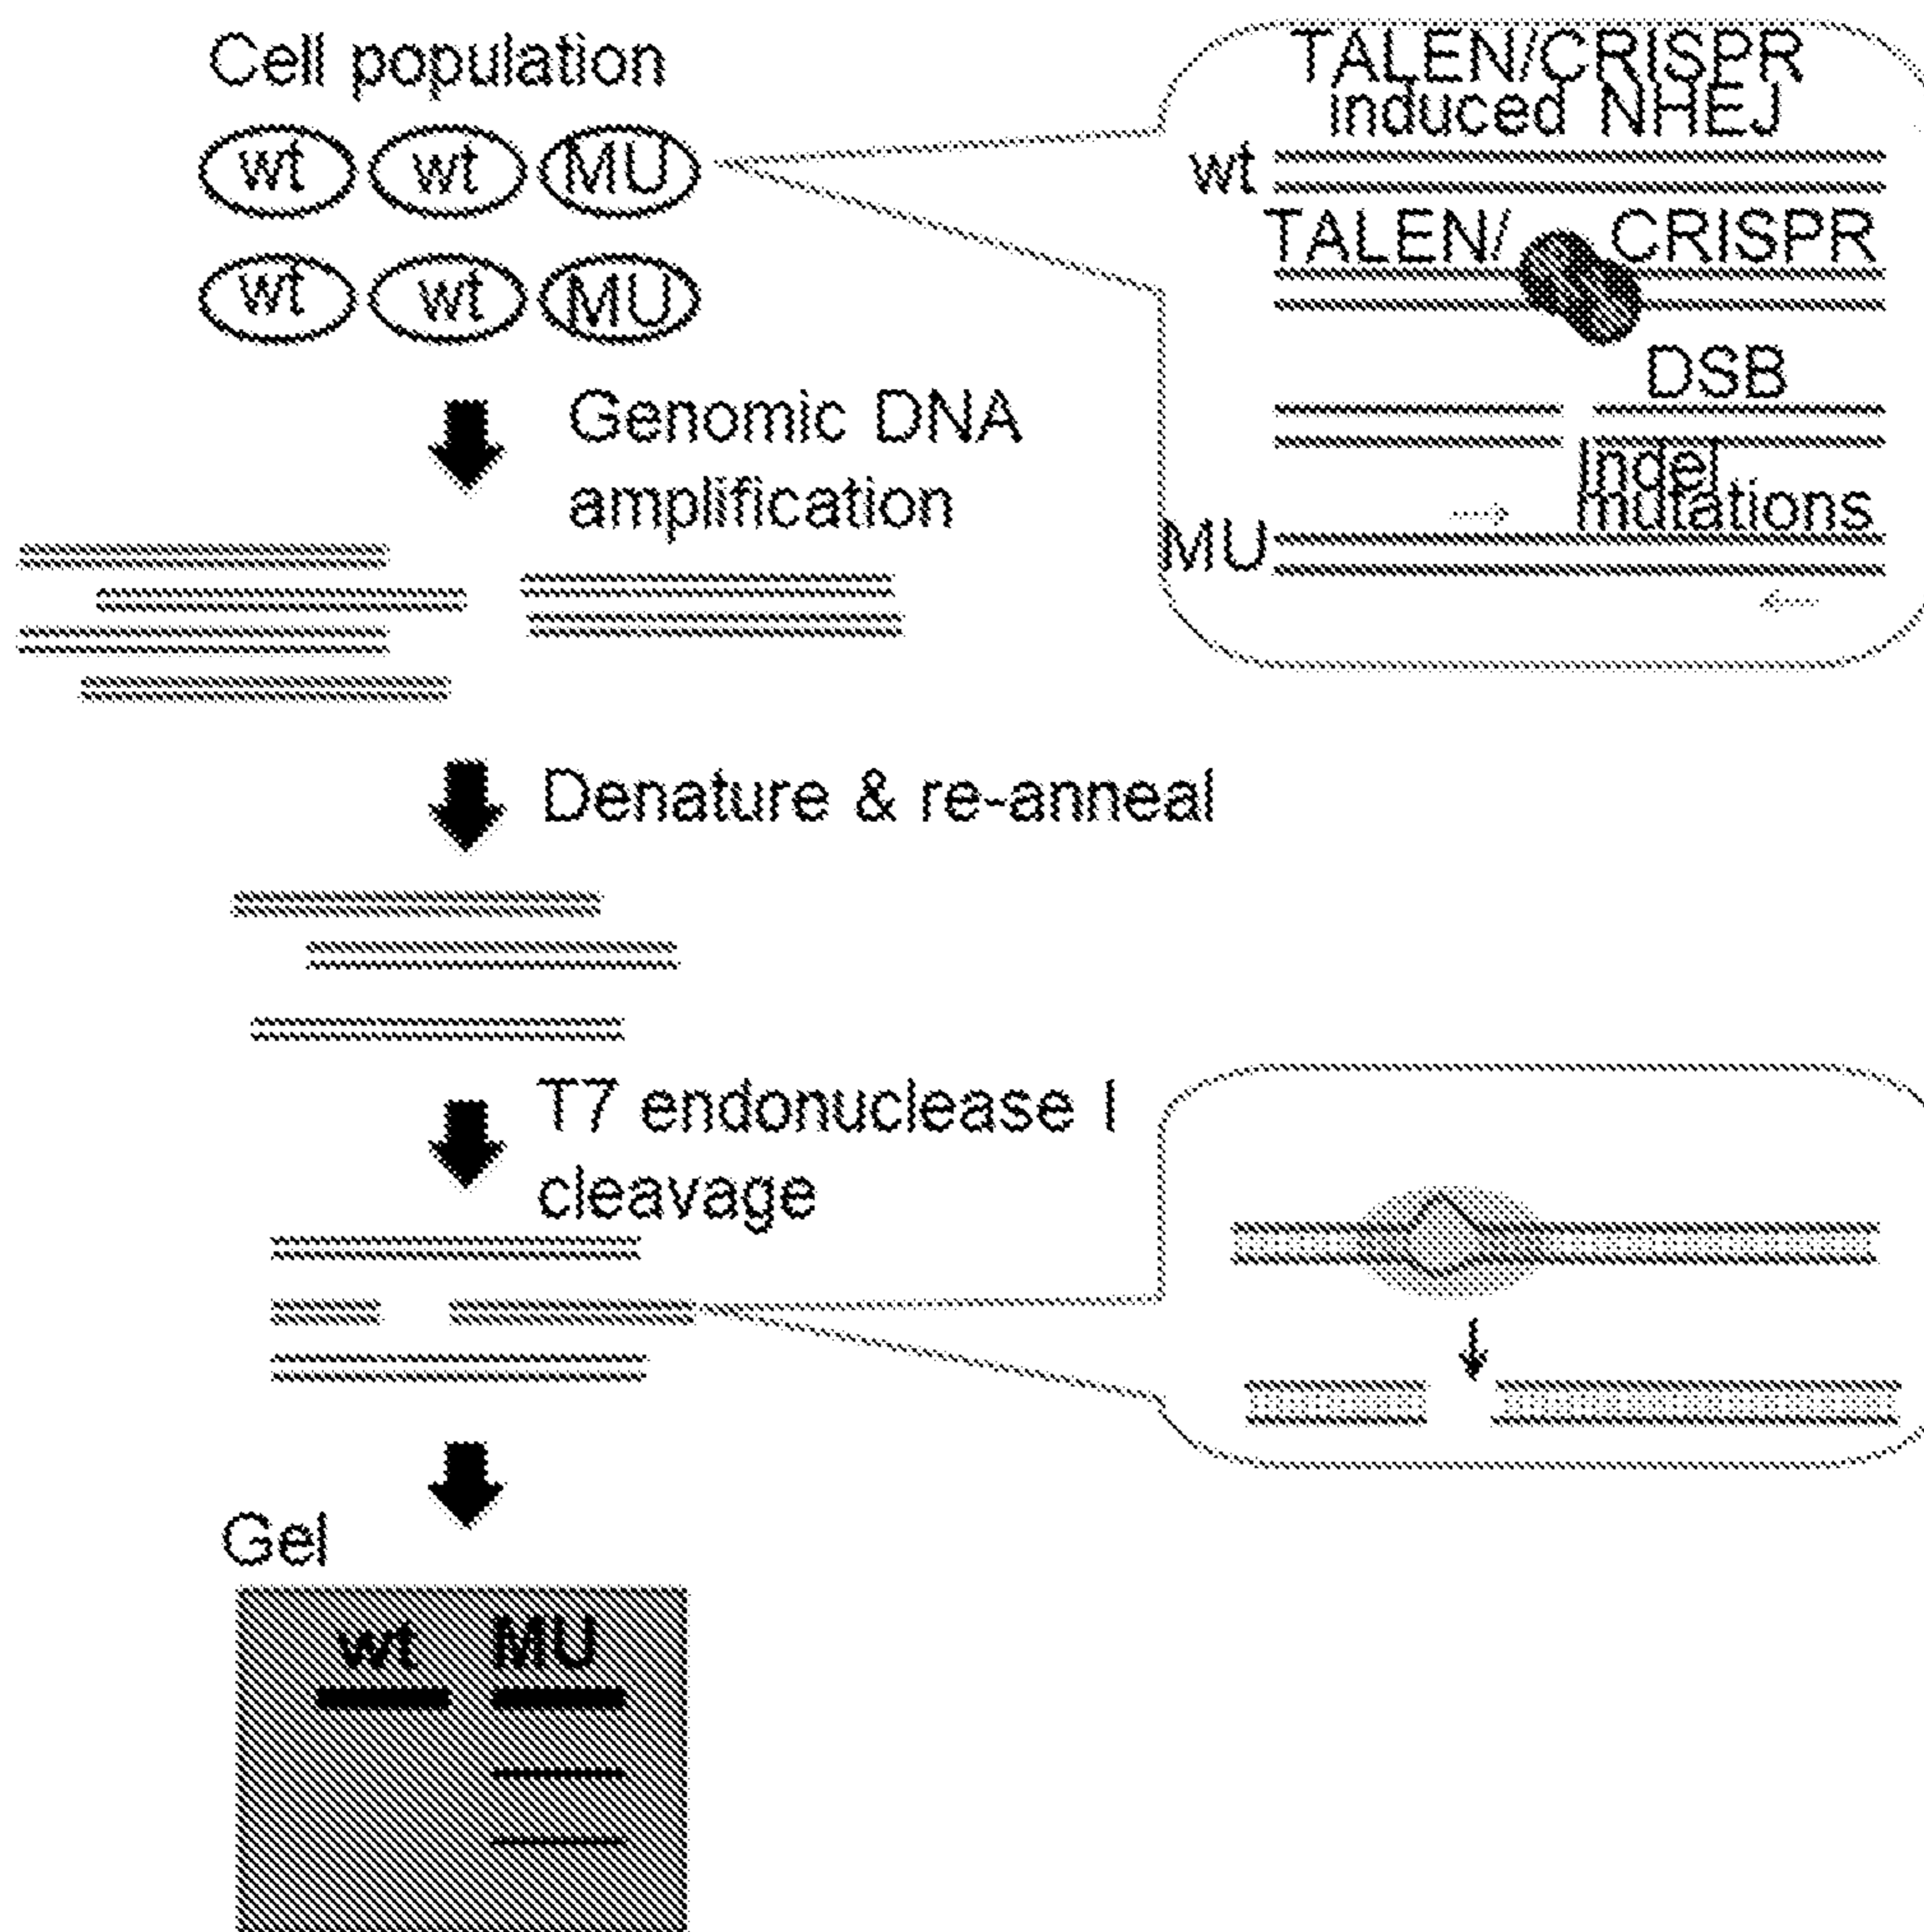 Cell population
wt wt MU
wt wt MU
TALEN/CRISPR
induced NHEJ
wt
TALEN/ CRISPR
DSB
Indel
mutations
MU
Genomic DNA
amplification
Denature & re-anneal
T7 endonuclease I
cleavage
Gel
wt MU